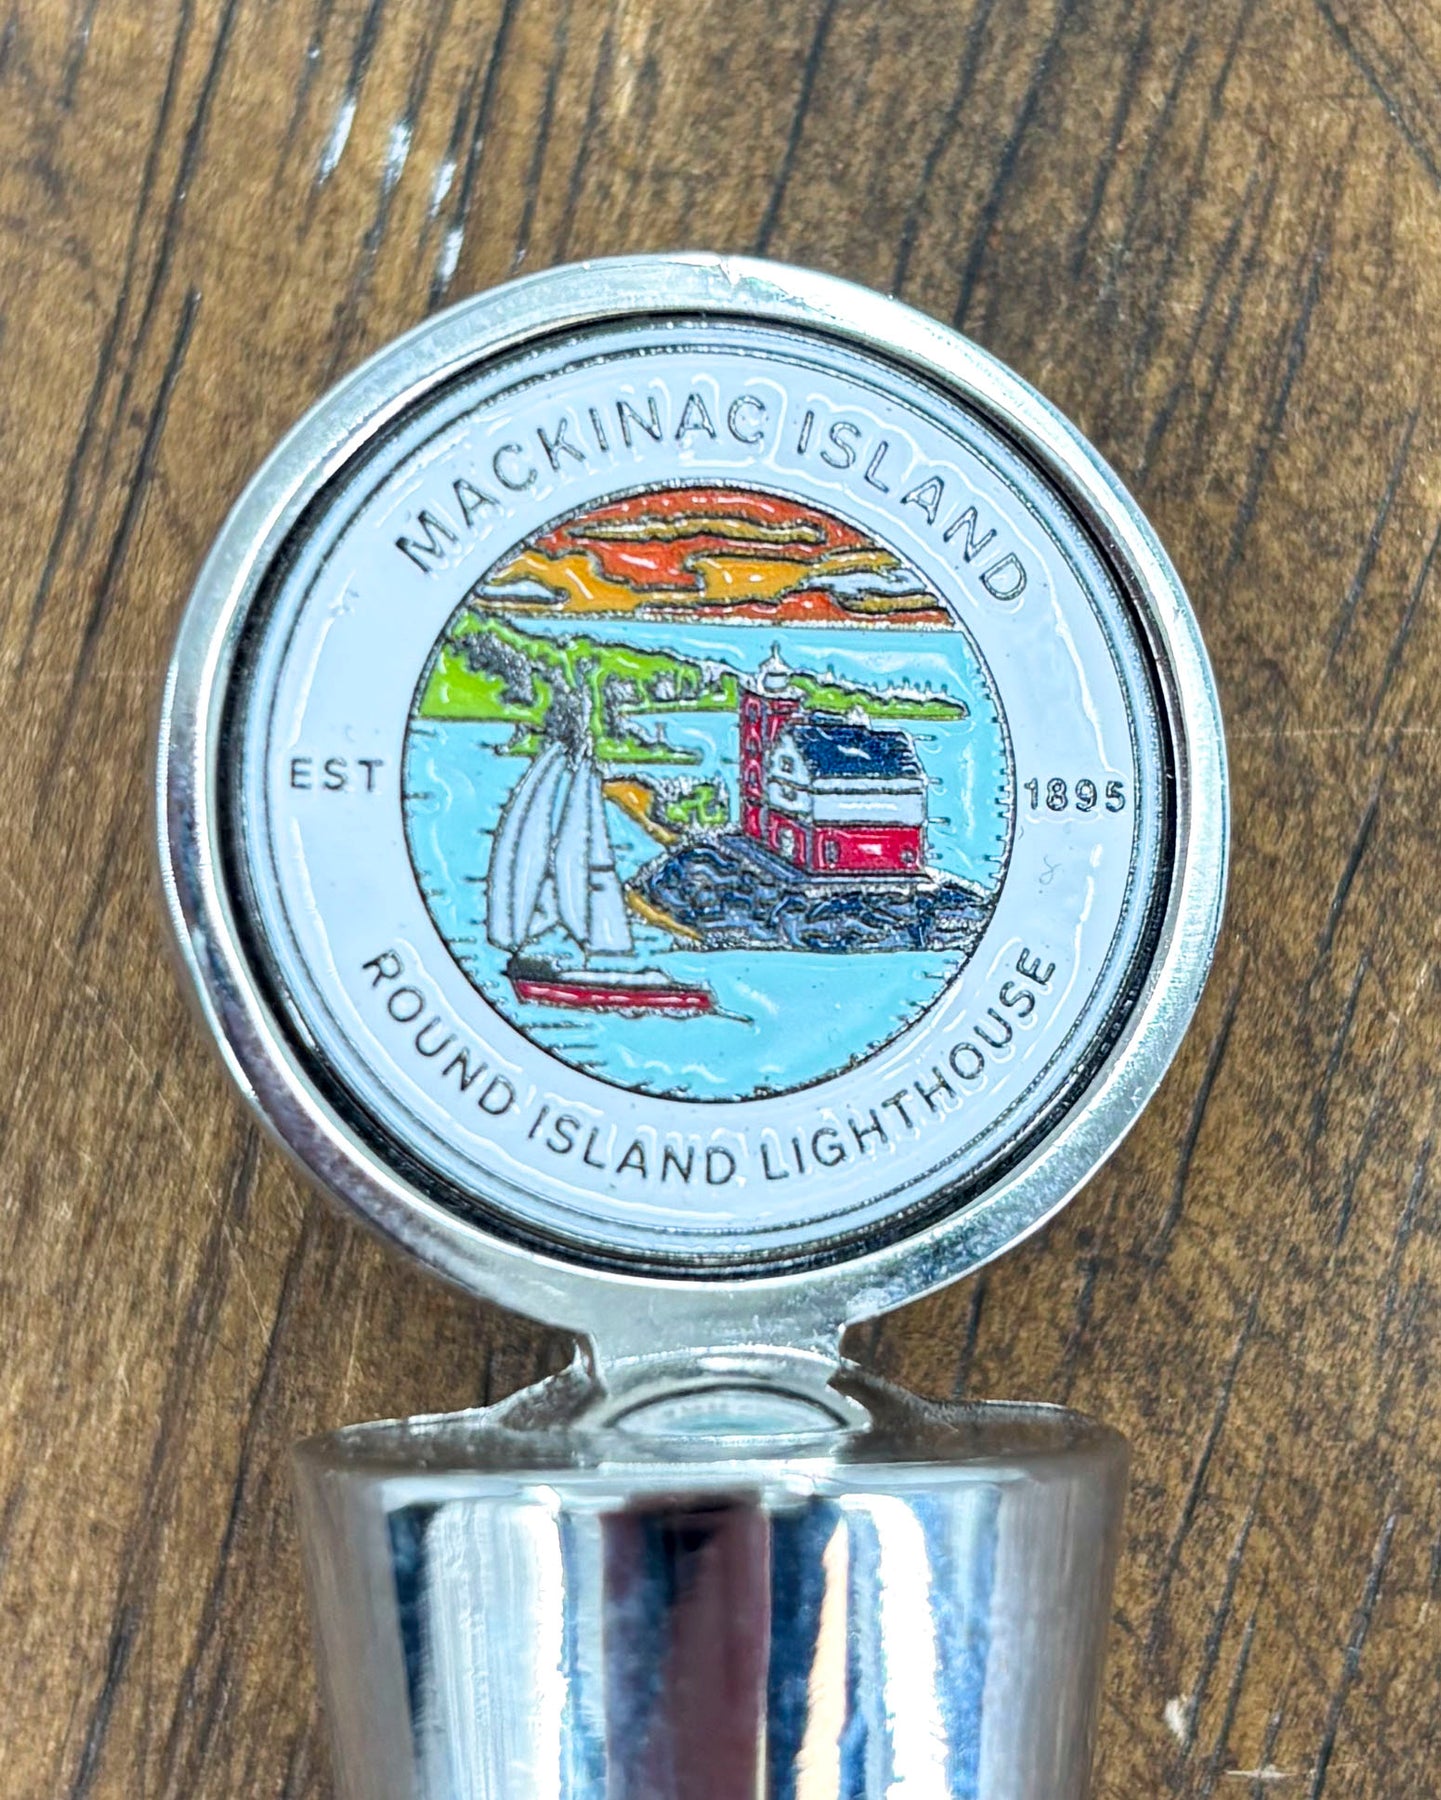 MACKINAC ISLAND
EST
1895
ROUND ISLAND LIGHTHOUSE